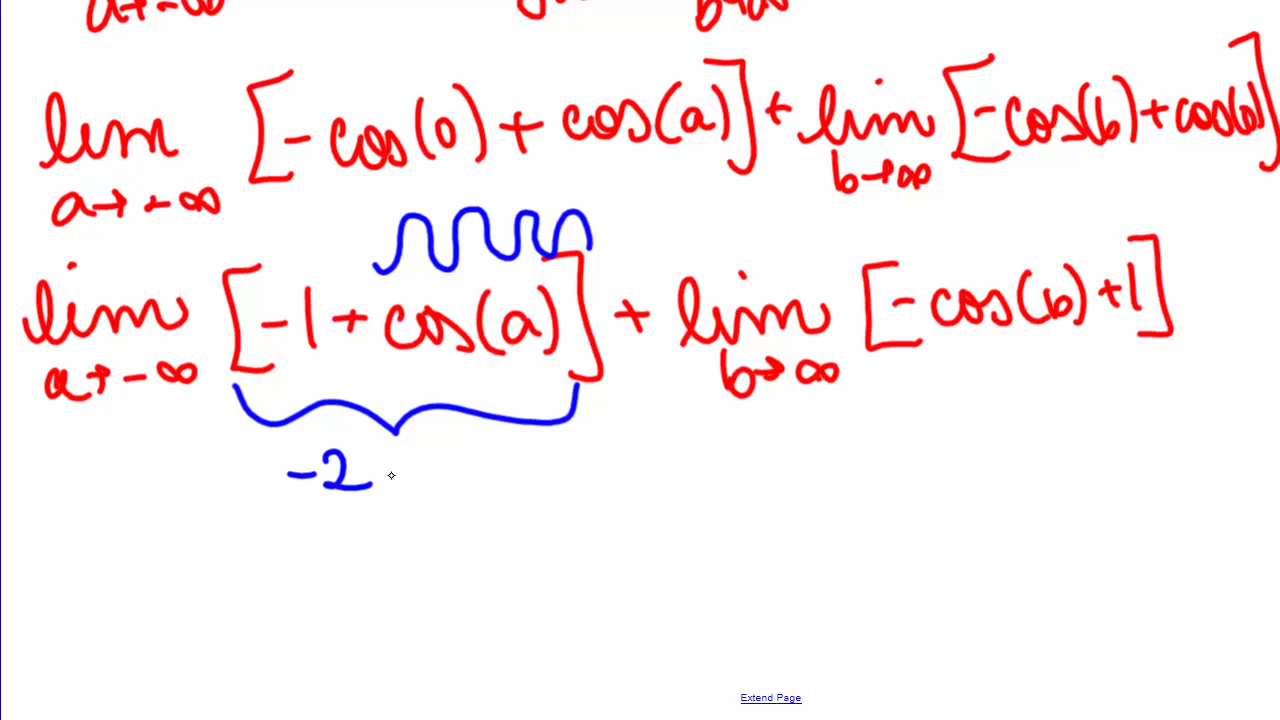 a→-∞ b→∞
lim [-cos(0) + cos(a)] + lim [-cos(b) + cos(0)]
a→-∞ b→∞
lim [-1 + cos(a)] + lim [-cos(b) +1]
a→-∞ b→∞
-2
Extend Page